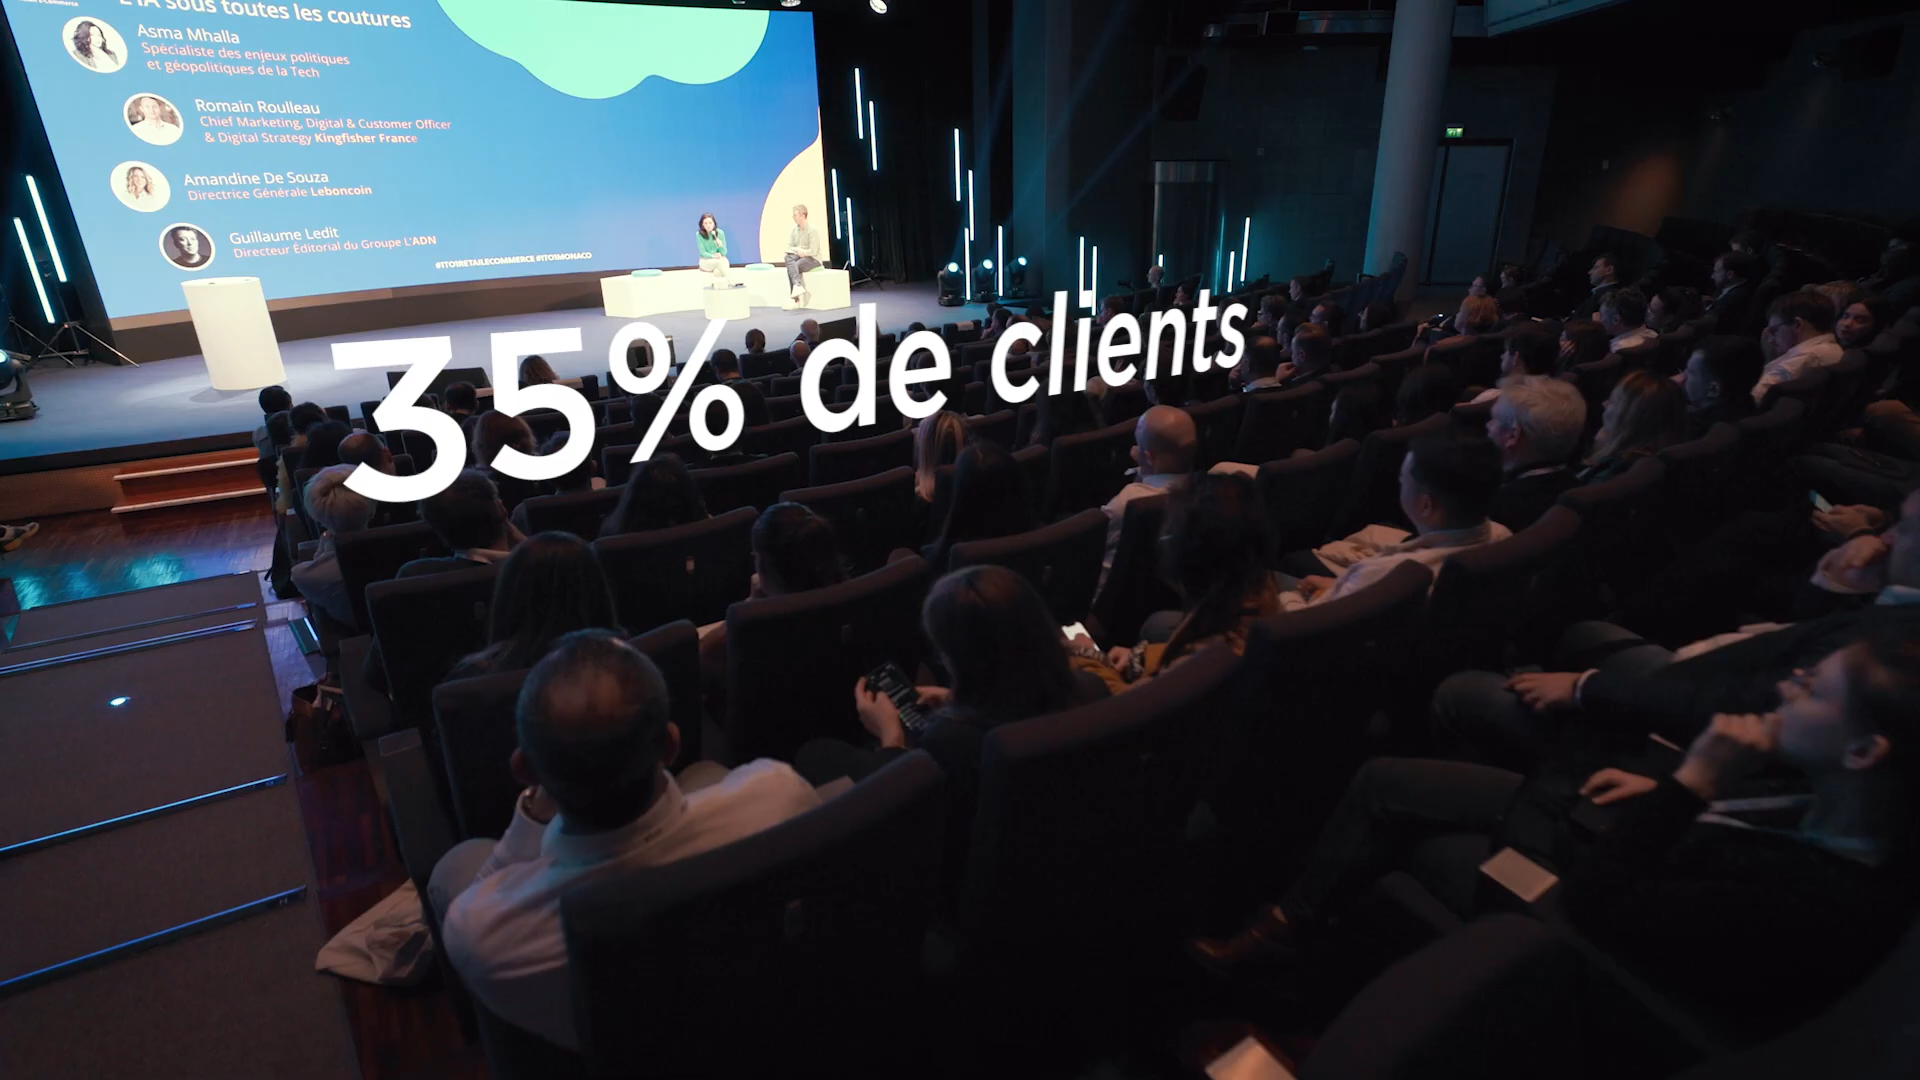 L'IA sous toutes les coutures
Asma Mhalla
Spécialiste des enjeux politiques
et géopolitiques de la Tech
Romain Roulleau
Chief Marketing, Digital & Customer Officer
& Digital Strategy Kingfisher France
Amandine De Souza
Directrice Générale Leboncoin
Guillaume Ledit
Directeur Éditorial du Groupe L'ADN
#1TO1RETAILECOMMERCE #1TO1MONACO
35% de clients